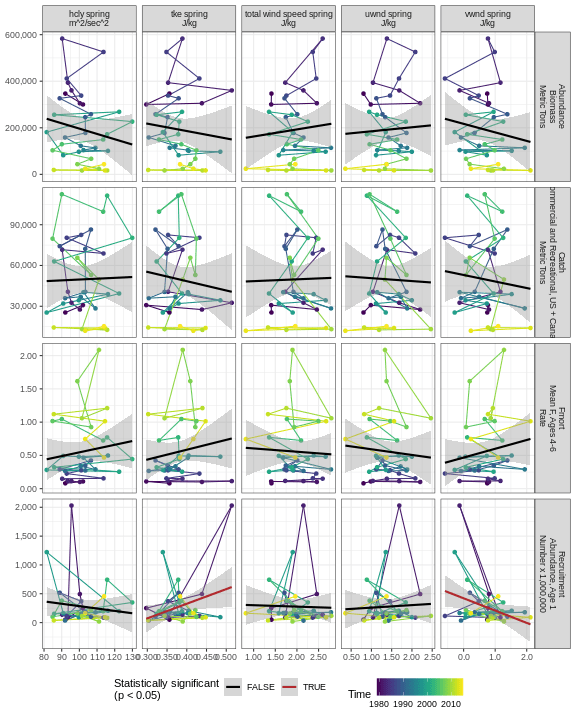 hcly spring
m^2/sec^2
tke spring
J/kg
total wind speed spring
J/kg
uwnd spring
J/kg
vwnd spring
J/kg
600,000
400,000
200,000
0
Abundance
Biomass
Metric Tons
90,000
60,000
30,000
Catch
ommercial and Recreational, US + Cana
Metric Tons
2.00
1.50
1.00
0.50
0.00
Fmort
Mean F, Ages 4-6
Rate
2,000
1,500
1,000
500
0
Recruitment
Abundance, Age 1
Number x 1,000,000
80 90 100 110 120 130
0.300 0.350 0.400 0.450 0.500
1.00 1.50 2.00 2.50
0.50 1.00 1.50 2.00 2.50
0.0 1.0 2.0
Statistically significant
(p < 0.05)
FALSE
TRUE
Time
1980 1990 2000 2010